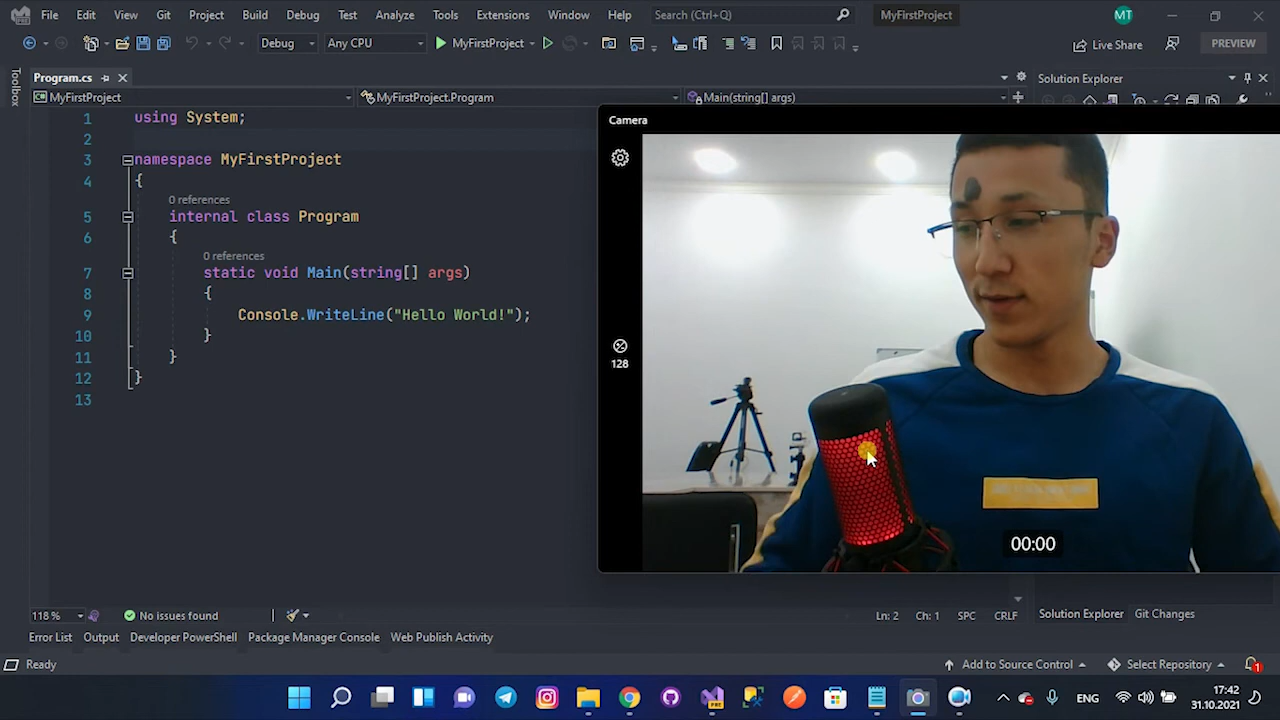 File Edit View Git Project Build Debug Test Analyze Tools Extensions Window Help Search (Ctrl+Q) MyFirstProject MT
Debug Any CPU MyFirstProject Live Share PREVIEW
Toolbox
Program.cs Solution Explorer
MyFirstProject MyFirstProject.Program Main(string[] args)
1 using System;
2
3 namespace MyFirstProject
4 {
0 references
5 internal class Program
6 {
0 references
7 static void Main(string[] args)
8 {
9 Console.WriteLine("Hello World!");
10 }
11 }
12 }
13
Camera
128
00:00
118 % No issues found Ln: 2 Ch: 1 SPC CRLF Solution Explorer Git Changes
Error List Output Developer PowerShell Package Manager Console Web Publish Activity
Ready Add to Source Control Select Repository 1
PRE ENG 17:42
31.10.2021